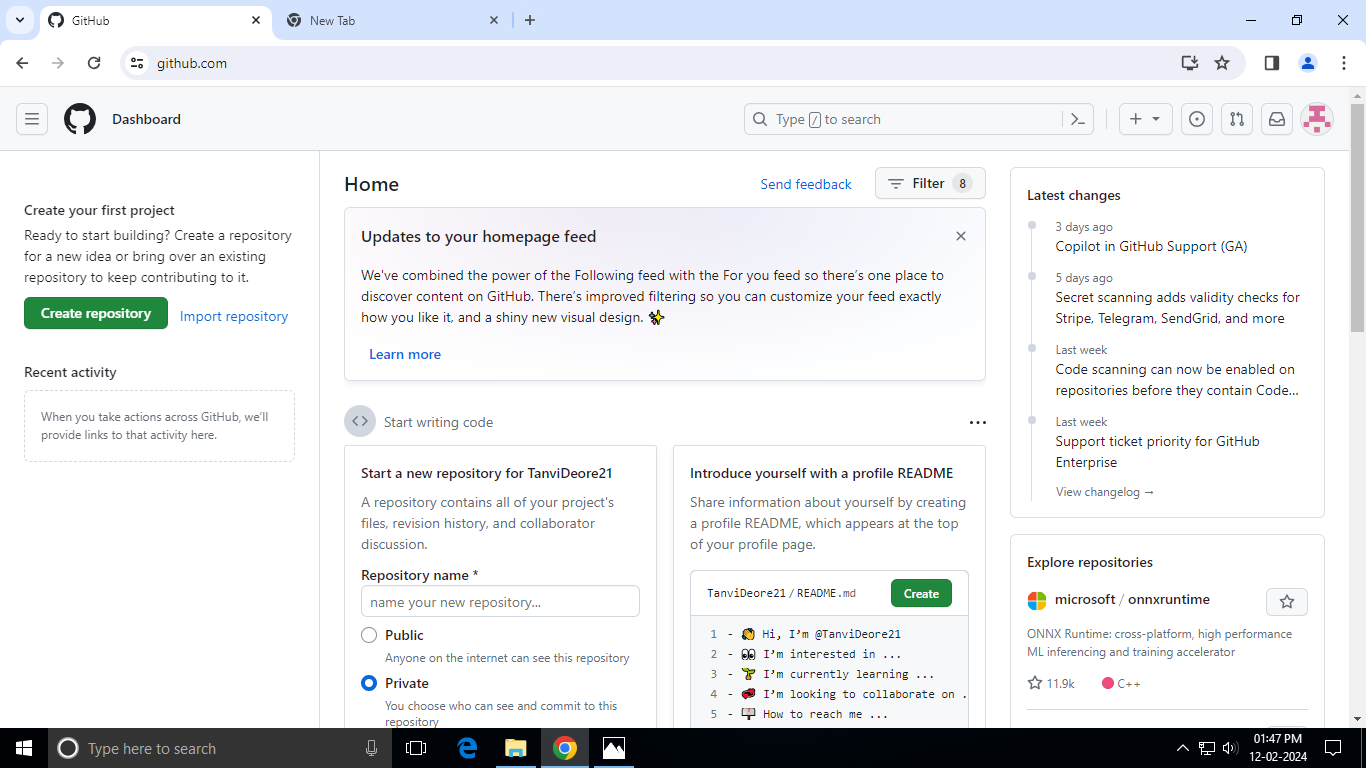 GitHub
New Tab
github.com
Dashboard
Type / to search
Create your first project
Ready to start building? Create a repository
for a new idea or bring over an existing
repository to keep contributing to it.
Create repository
Import repository
Recent activity
When you take actions across GitHub, we'll
provide links to that activity here.
Home
Send feedback
Filter 8
Updates to your homepage feed
We've combined the power of the Following feed with the For you feed so there's one place to
discover content on GitHub. There's improved filtering so you can customize your feed exactly
how you like it, and a shiny new visual design. ✨
Learn more
Start writing code
Start a new repository for TanviDeore21
A repository contains all of your project's
files, revision history, and collaborator
discussion.
Repository name *
name your new repository...
Public
Anyone on the internet can see this repository
Private
You choose who can see and commit to this
repository
Introduce yourself with a profile README
Share information about yourself by creating
a profile README, which appears at the top
of your profile page.
TanviDeore21 / README.md
Create
1 - 👋 Hi, I'm @TanviDeore21
2 - 👀 I'm interested in ...
3 - 🌱 I'm currently learning ...
4 - 💞️ I'm looking to collaborate on .
5 - 📫 How to reach me ...
Latest changes
3 days ago
Copilot in GitHub Support (GA)
5 days ago
Secret scanning adds validity checks for
Stripe, Telegram, SendGrid, and more
Last week
Code scanning can now be enabled on
repositories before they contain Code...
Last week
Support ticket priority for GitHub
Enterprise
View changelog →
Explore repositories
microsoft / onnxruntime
ONNX Runtime: cross-platform, high performance
ML inferencing and training accelerator
11.9k
C++
Type here to search
01:47 PM
12-02-2024